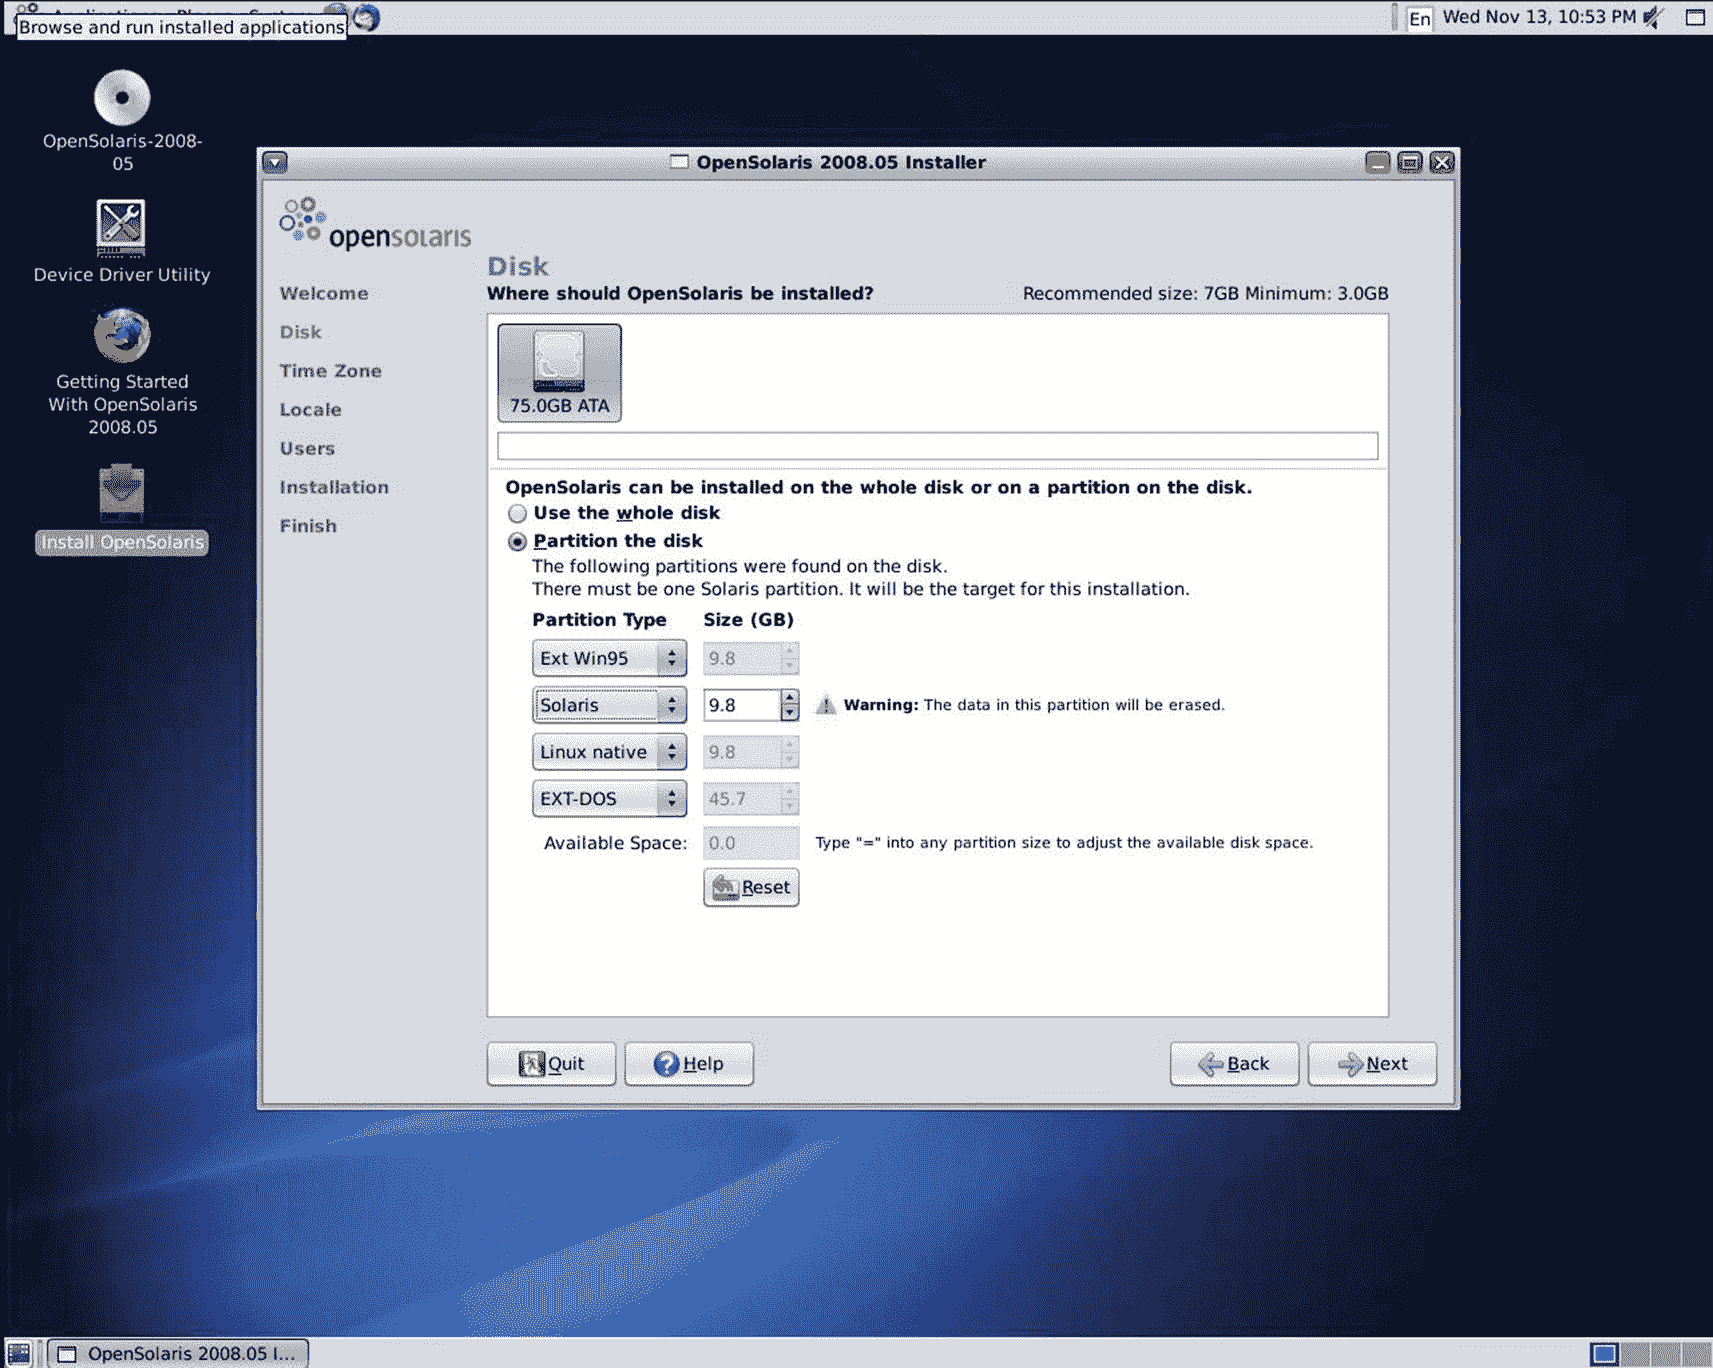 Browse and run installed applications
En
Wed Nov 13, 10:53 PM
OpenSolaris-2008-
05
Device Driver Utility
Getting Started
With OpenSolaris
2008.05
Install OpenSolaris
OpenSolaris 2008.05 Installer
opensolaris
Welcome
Disk
Time Zone
Locale
Users
Installation
Finish
Disk
Where should OpenSolaris be installed?
Recommended size: 7GB Minimum: 3.0GB
75.0GB ATA
OpenSolaris can be installed on the whole disk or on a partition on the disk.
Use the whole disk
Partition the disk
The following partitions were found on the disk.
There must be one Solaris partition. It will be the target for this installation.
Partition Type Size (GB)
Ext Win95 9.8
Solaris 9.8 Warning: The data in this partition will be erased.
Linux native 9.8
EXT-DOS 45.7
Available Space: 0.0 Type "=" into any partition size to adjust the available disk space.
Reset
Quit
Help
Back
Next
OpenSolaris 2008.05 I...